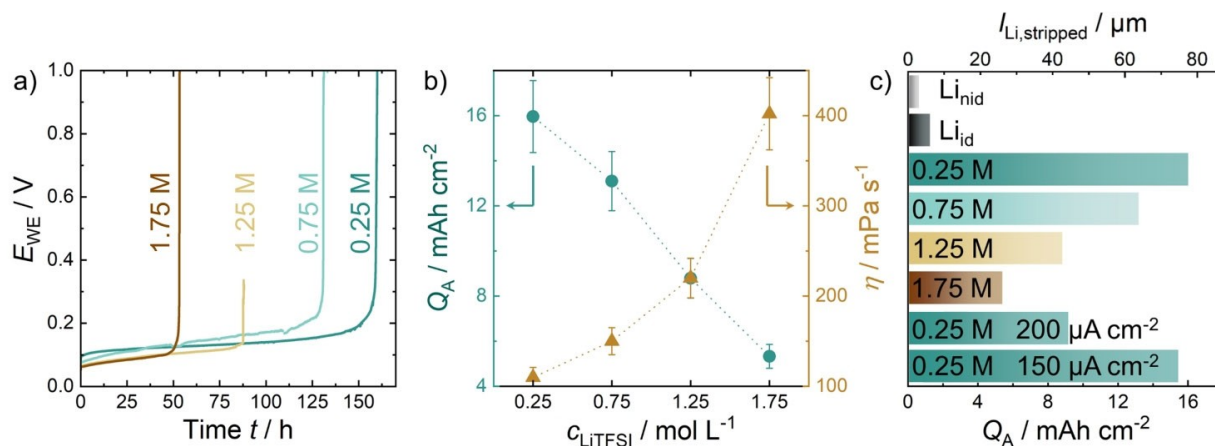 a)
1.0
0.8
0.6
0.4
0.2
0.0
E_WE / V
1.75 M
1.25 M
0.75 M
0.25 M
0 25 50 75 100 125 150
Time t / h
b)
16
12
8
4
Q_A / mAh cm⁻²
400
300
200
100
η / mPa s⁻¹
0.25 0.75 1.25 1.75
c_LiTFSI / mol L⁻¹
c)
l_Li,stripped / μm
0 20 40 60 80
Li_nid
Li_id
0.25 M
0.75 M
1.25 M
1.75 M
0.25 M 200 μA cm⁻²
0.25 M 150 μA cm⁻²
0 4 8 12 16
Q_A / mAh cm⁻²